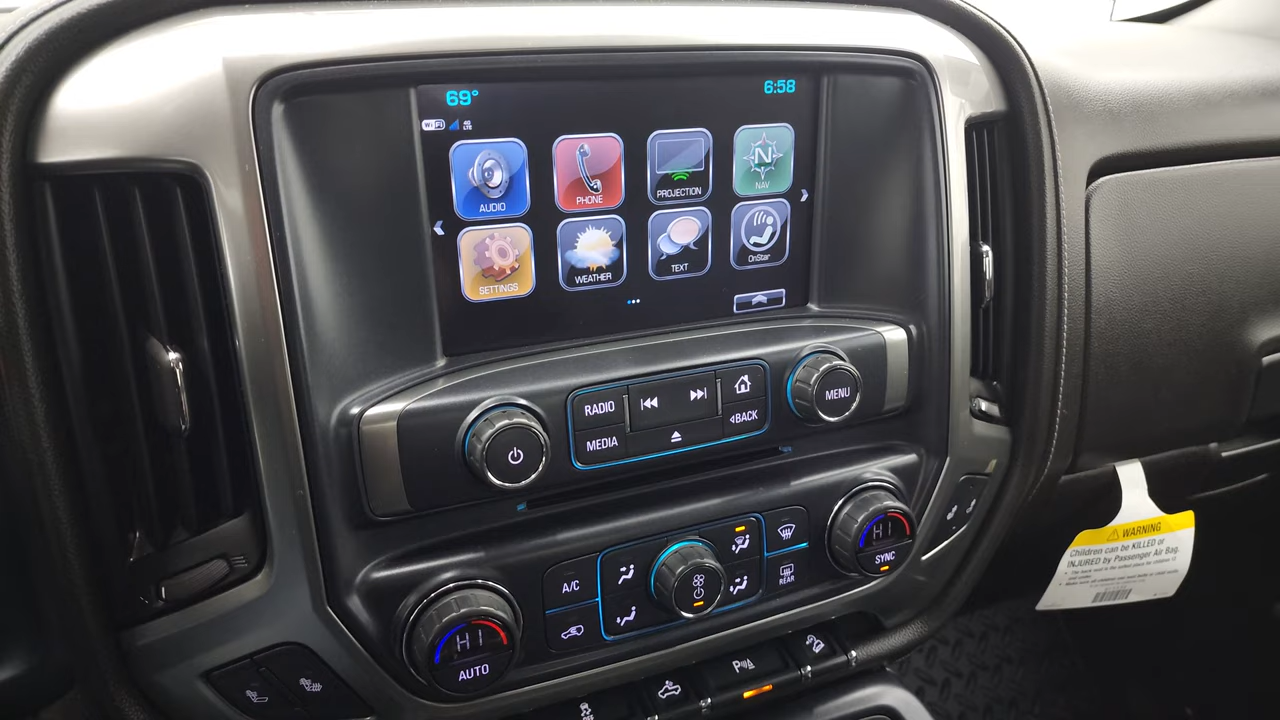 69°
6:58
WiFi
4G
LTE
AUDIO
PHONE
PROJECTION
N
NAV
SETTINGS
WEATHER
TEXT
OnStar
RADIO
MEDIA
BACK
MENU
A/C
HI
AUTO
HI
SYNC
REAR
P
OFF
WARNING
Children can be KILLED or
INJURED by Passenger Air Bag.